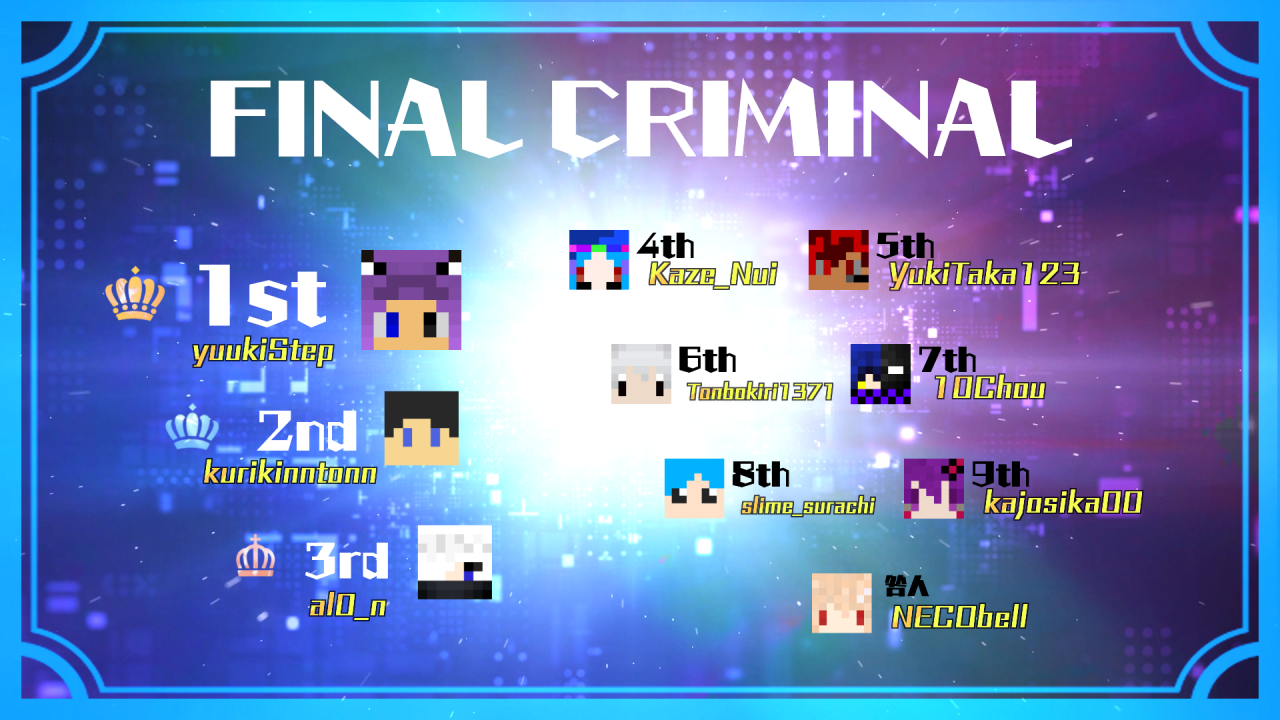 FINAL CRIMINAL
1st
yuukiStep
2nd
kurikinntonn
3rd
al0_n
4th
Kaze_Nui
5th
YukiTaka123
6th
Tonbokiri1371
7th
10Chou
8th
slime_surachi
9th
kajosika00
咎人
NECObell